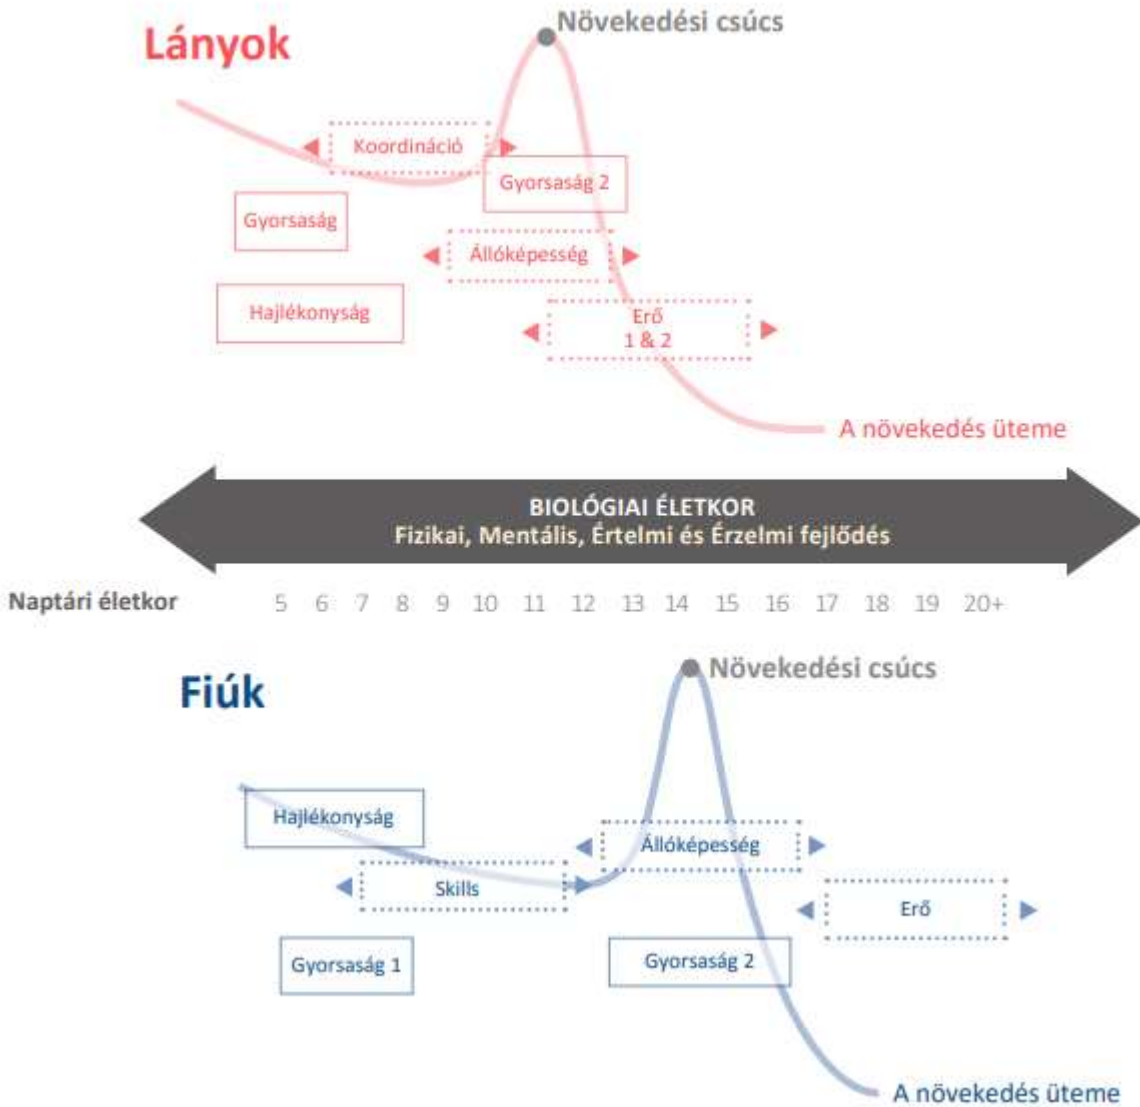 Növekedési csúcs
Lányok
Koordináció
Gyorsaság 2
Gyorsaság
Állóképesség
Hajlékonyság
Erő
1 & 2
A növekedés üteme
BIOLÓGIAI ÉLETKOR
Fizikai, Mentális, Értelmi és Érzelmi fejlődés
Naptári életkor 5 6 7 8 9 10 11 12 13 14 15 16 17 18 19 20+
Növekedési csúcs
Fiúk
Hajlékonyság
Állóképesség
Skills
Erő
Gyorsaság 1
Gyorsaság 2
A növekedés üteme